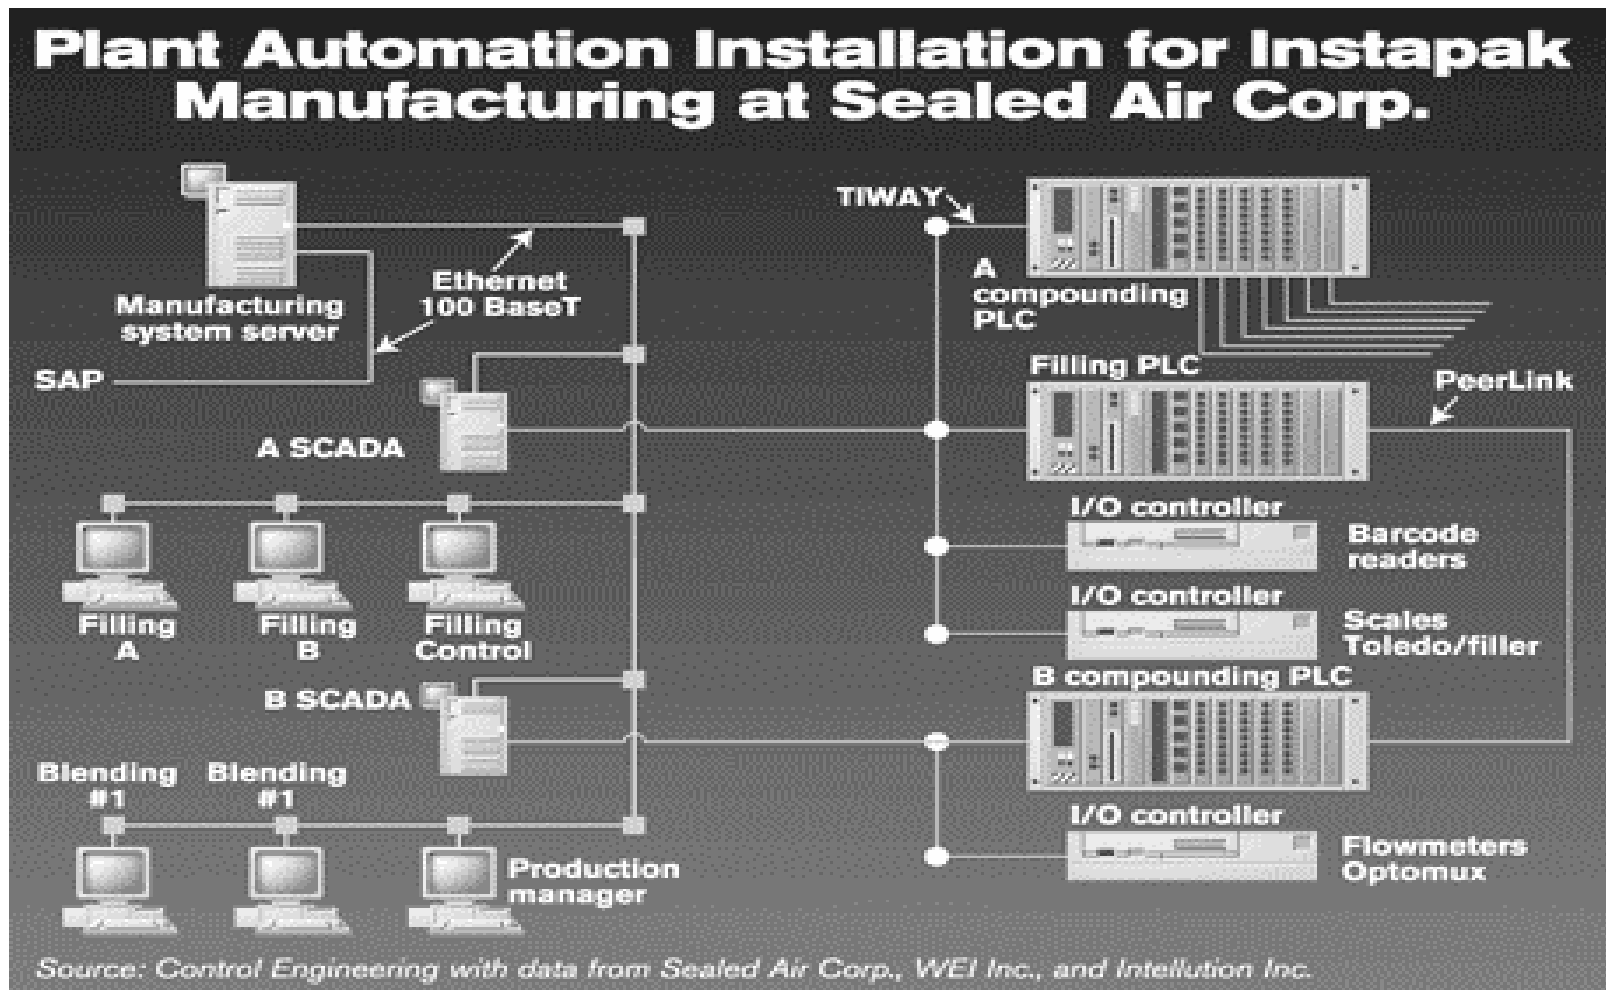 Plant Automation Installation for Instapak
Manufacturing at Sealed Air Corp.
TIWAY
Ethernet
100 BaseT
Manufacturing
system server
SAP
A
compounding
PLC
Filling PLC
PeerLink
A SCADA
I/O controller
Barcode
readers
I/O controller
Scales
Toledo/filler
Filling
A
Filling
B
Filling
Control
B SCADA
B compounding PLC
Blending
#1
Blending
#1
I/O controller
Flowmeters
Optomux
Production
manager
Source: Control Engineering with data from Sealed Air Corp., WEI Inc., and Intellution Inc.